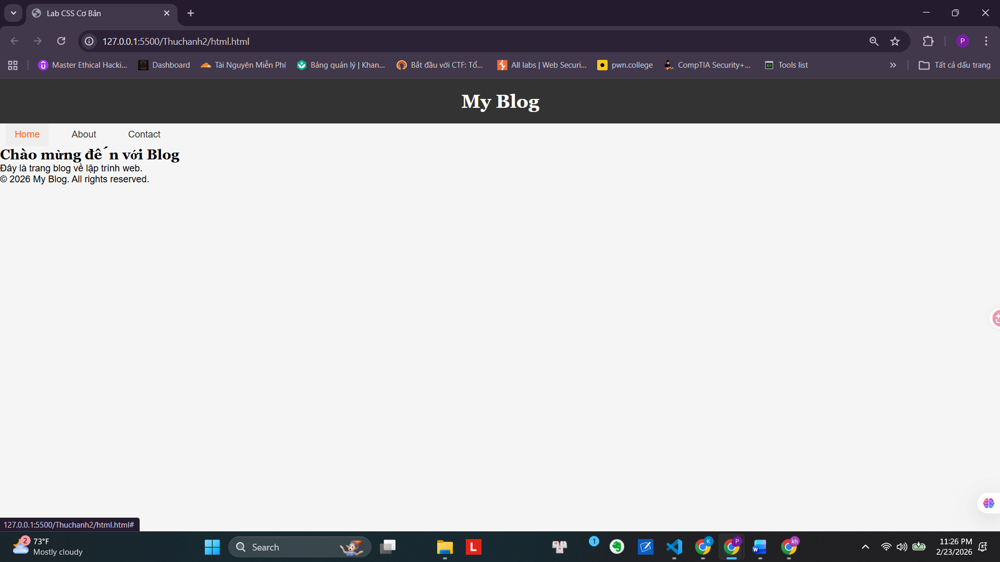 Lab CSS Cơ Bản
127.0.0.1:5500/Thuchanh2/html.html
P
Master Ethical Hacki...
Dashboard
Tài Nguyên Miễn Phí
Bảng quản lý | Khan...
Bắt đầu với CTF: Tổ...
All labs | Web Securi...
pwn.college
CompTIA Security+...
Tools list
Tất cả dấu trang
My Blog
Home About Contact
Chào mừng đến với Blog
Đây là trang blog về lập trình web.
© 2026 My Blog. All rights reserved.
127.0.0.1:5500/Thuchanh2/html.html#
2
73°F
Mostly cloudy
Search
L
1
K
P
W
kh
11:26 PM
2/23/2026